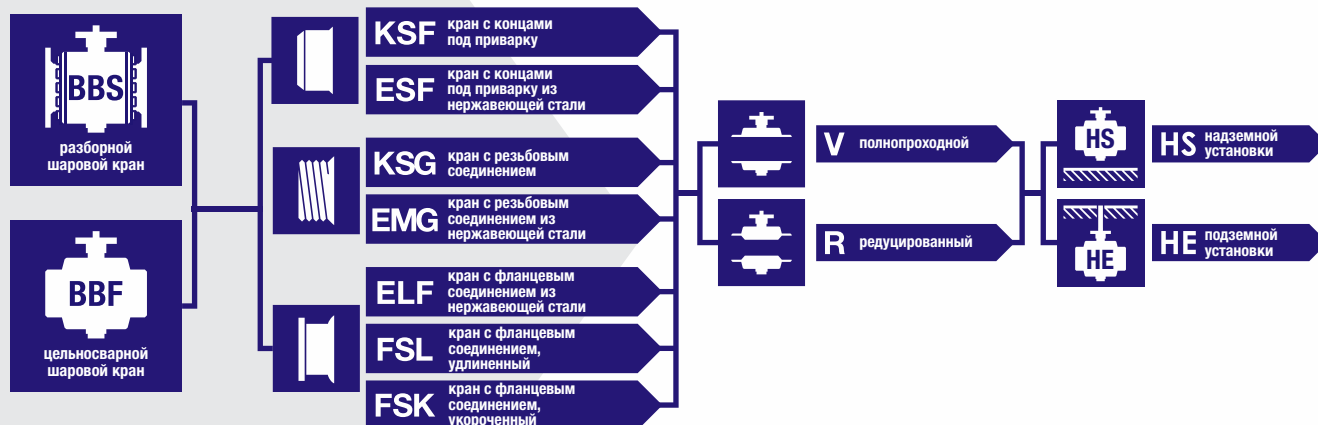 BBS
разборной
шаровой кран
BBF
цельносварной
шаровой кран
KSF
кран с концами
под приварку
ESF
кран с концами
под приварку из
нержавеющей стали
KSG
кран с резьбовым
соединением
EMG
кран с резьбовым
соединением из
нержавеющей стали
ELF
кран с фланцевым
соединением из
нержавеющей стали
FSL
кран с фланцевым
соединением,
удлиненный
FSK
кран с фланцевым
соединением,
укороченный
V
полнопроходной
R
редуцированный
HS
HS
надземной
установки
HE
HE
подземной
установки